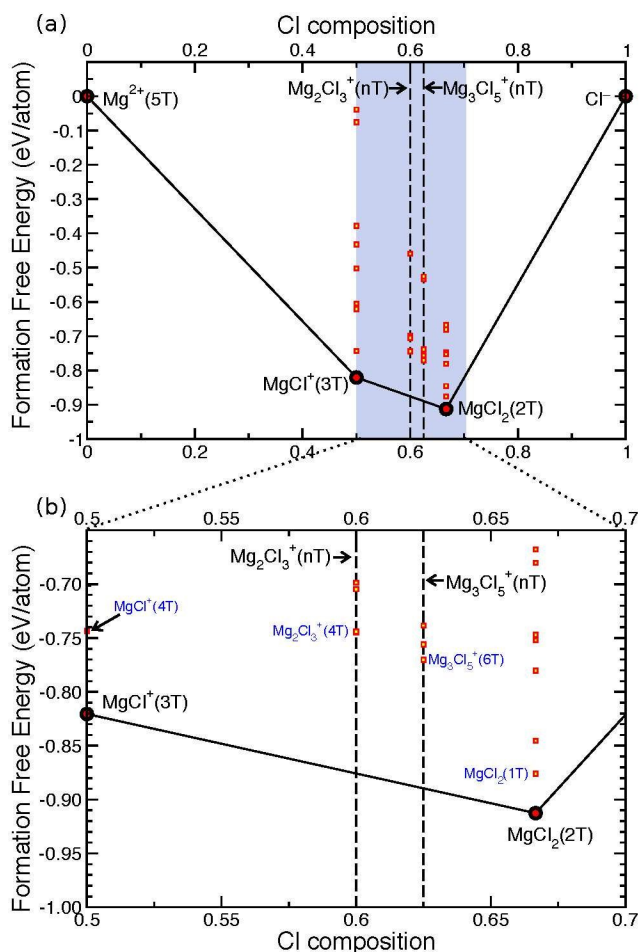 (a)
Cl composition
0 0.2 0.4 0.6 0.8 1
Formation Free Energy (eV/atom)
0
-0.1
-0.2
-0.3
-0.4
-0.5
-0.6
-0.7
-0.8
-0.9
-1
Mg²⁺(5T)
Mg₂Cl₃⁺(nT)
Mg₃Cl₅⁺(nT)
Cl⁻
MgCl⁺(3T)
MgCl₂(2T)
0 0.2 0.4 0.6 0.8 1
(b)
0.5 0.55 0.6 0.65 0.7
Formation Free Energy (eV/atom)
-0.70
-0.75
-0.80
-0.85
-0.90
-0.95
-1.00
Mg₂Cl₃⁺(nT)
Mg₃Cl₅⁺(nT)
MgCl⁺(4T)
Mg₂Cl₃⁺(4T)
Mg₃Cl₅⁺(6T)
MgCl⁺(3T)
MgCl₂(1T)
MgCl₂(2T)
0.5 0.55 0.6 0.65 0.7
Cl composition